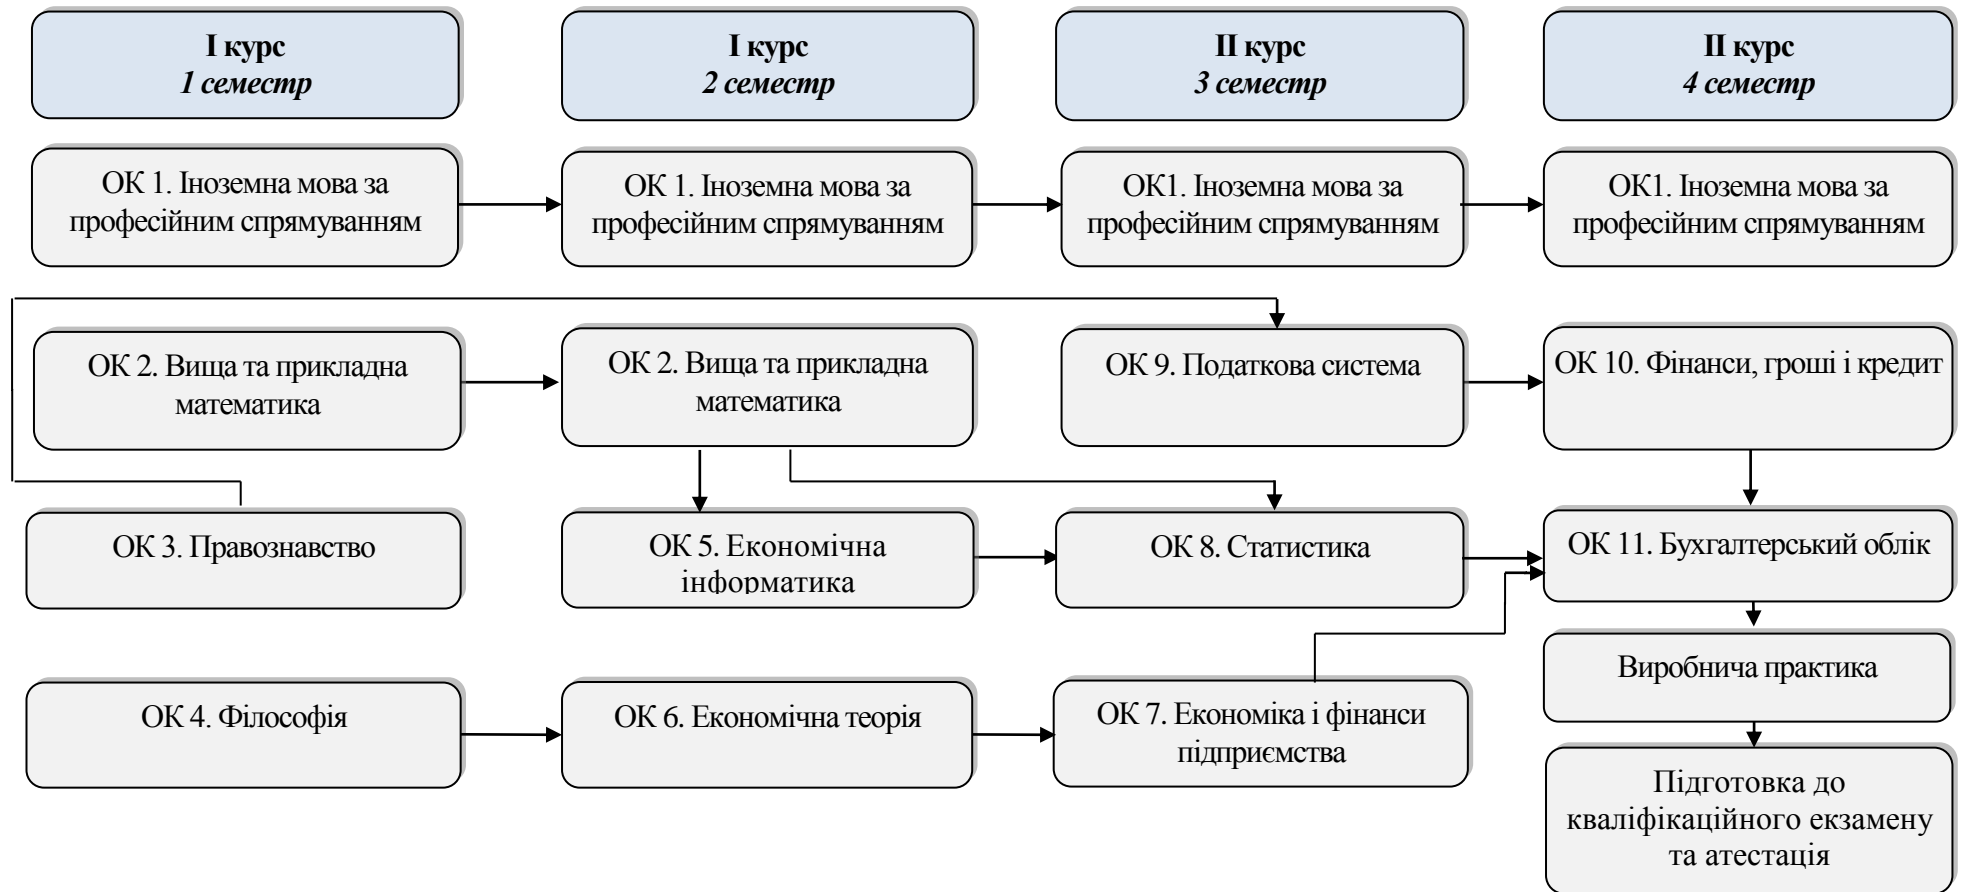 І курс
1 семестр
І курс
2 семестр
ІІ курс
3 семестр
ІІ курс
4 семестр
ОК 1. Іноземна мова за
професійним спрямуванням
ОК 1. Іноземна мова за
професійним спрямуванням
ОК1. Іноземна мова за
професійним спрямуванням
ОК1. Іноземна мова за
професійним спрямуванням
ОК 2. Вища та прикладна
математика
ОК 2. Вища та прикладна
математика
ОК 9. Податкова система
ОК 10. Фінанси, гроші і кредит
ОК 3. Правознавство
ОК 5. Економічна
інформатика
ОК 8. Статистика
ОК 11. Бухгалтерський облік
Виробнича практика
ОК 4. Філософія
ОК 6. Економічна теорія
ОК 7. Економіка і фінанси
підприємства
Підготовка до
кваліфікаційного екзамену
та атестація